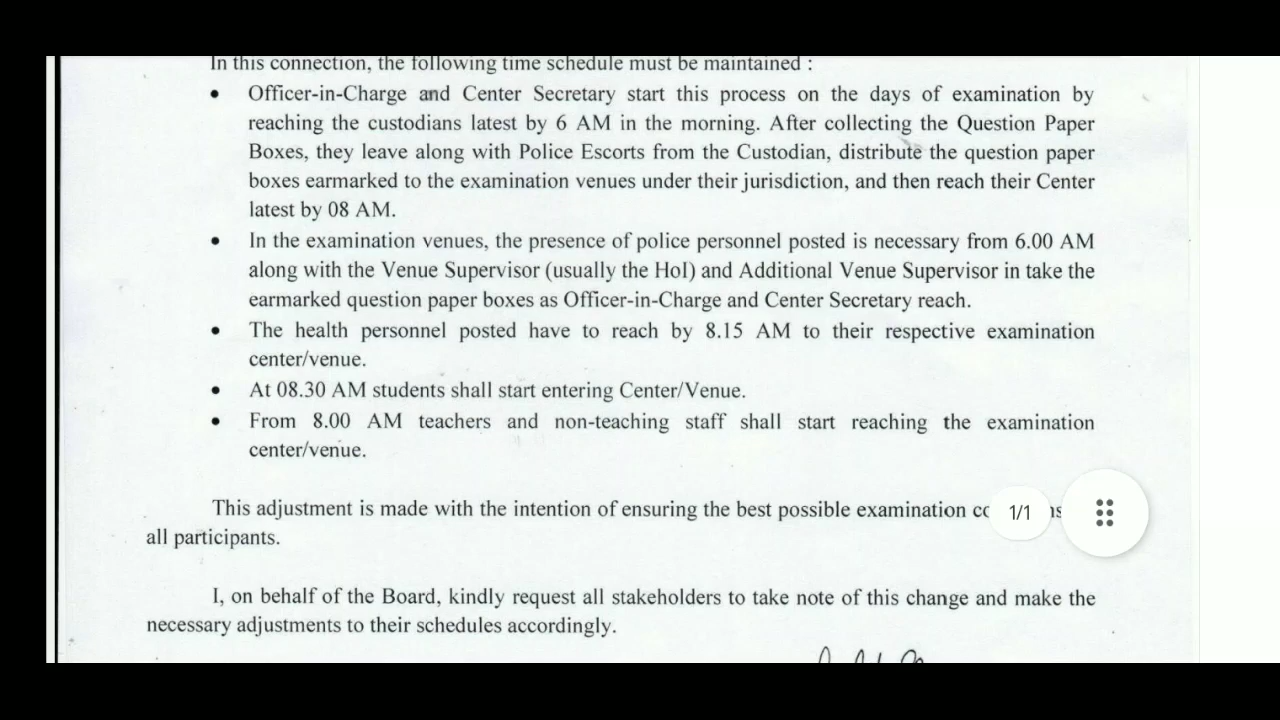 In this connection, the following time schedule must be maintained :
• Officer-in-Charge and Center Secretary start this process on the days of examination by
reaching the custodians latest by 6 AM in the morning. After collecting the Question Paper
Boxes, they leave along with Police Escorts from the Custodian, distribute the question paper
boxes earmarked to the examination venues under their jurisdiction, and then reach their Center
latest by 08 AM.
• In the examination venues, the presence of police personnel posted is necessary from 6.00 AM
along with the Venue Supervisor (usually the HoI) and Additional Venue Supervisor in take the
earmarked question paper boxes as Officer-in-Charge and Center Secretary reach.
• The health personnel posted have to reach by 8.15 AM to their respective examination
center/venue.
• At 08.30 AM students shall start entering Center/Venue.
• From 8.00 AM teachers and non-teaching staff shall start reaching the examination
center/venue.
This adjustment is made with the intention of ensuring the best possible examination
1/1
all participants.
I, on behalf of the Board, kindly request all stakeholders to take note of this change and make the
necessary adjustments to their schedules accordingly.